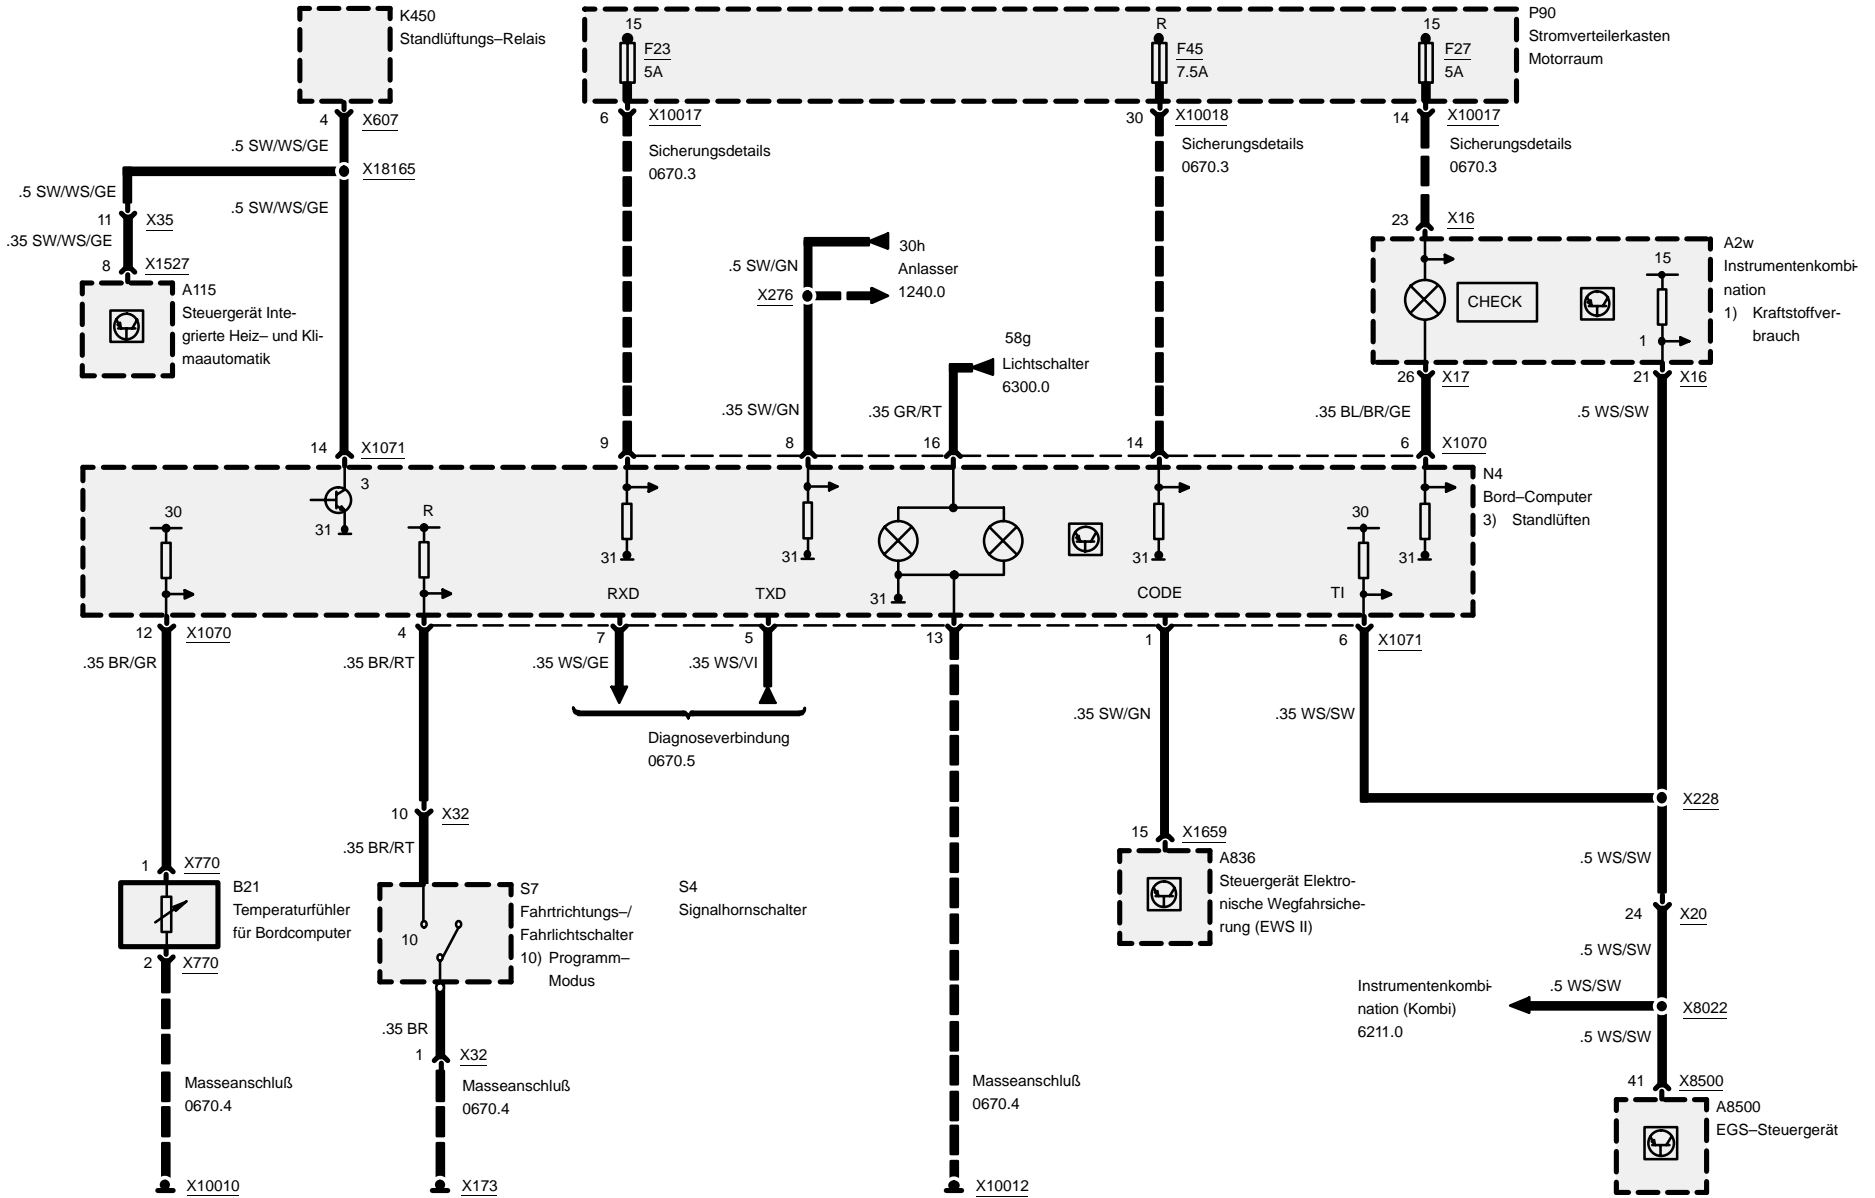 K450
Standlüftungs–Relais
4
X607
.5 SW/WS/GE
X18165
.5 SW/WS/GE
.5 SW/WS/GE
11
X35
.35 SW/WS/GE
8
X1527
A115
Steuergerät Inte-
grierte Heiz– und Kli-
maautomatik
14
X1071
P90
Stromverteilerkasten
Motorraum
15
F23
5A
6
X10017
Sicherungsdetails
0670.3
R
F45
7.5A
30
X10018
Sicherungsdetails
0670.3
15
F27
5A
14
X10017
Sicherungsdetails
0670.3
23
X16
30h
Anlasser
1240.0
.5 SW/GN
X276
.35 SW/GN
58g
Lichtschalter
6300.0
.35 GR/RT
A2w
Instrumentenkombi-
nation
1) Kraftstoffver-
brauch
CHECK
15
1
26
X17
21
X16
.35 BL/BR/GE
.5 WS/SW
9
8
16
14
6
X1070
N4
Bord–Computer
3) Standlüften
3
31
30
R
31
31
31
31
30
31
RXD
TXD
CODE
TI
12
X1070
4
7
5
13
1
6
X1071
.35 BR/GR
.35 BR/RT
.35 WS/GE
.35 WS/VI
.35 SW/GN
.35 WS/SW
Diagnoseverbindung
0670.5
X228
10
X32
.35 BR/RT
15
X1659
A836
Steuergerät Elektro-
nische Wegfahrsiche-
rung (EWS II)
.5 WS/SW
1
X770
B21
Temperaturfühler
für Bordcomputer
2
X770
S7
Fahrtrichtungs–/
Fahrlichtschalter
10) Programm–
Modus
10
S4
Signalhornschalter
24
X20
.5 WS/SW
Instrumentenkombi-
nation (Kombi)
6211.0
.5 WS/SW
X8022
.5 WS/SW
.35 BR
1
X32
Masseanschluß
0670.4
Masseanschluß
0670.4
Masseanschluß
0670.4
41
X8500
A8500
EGS–Steuergerät
X10010
X173
X10012